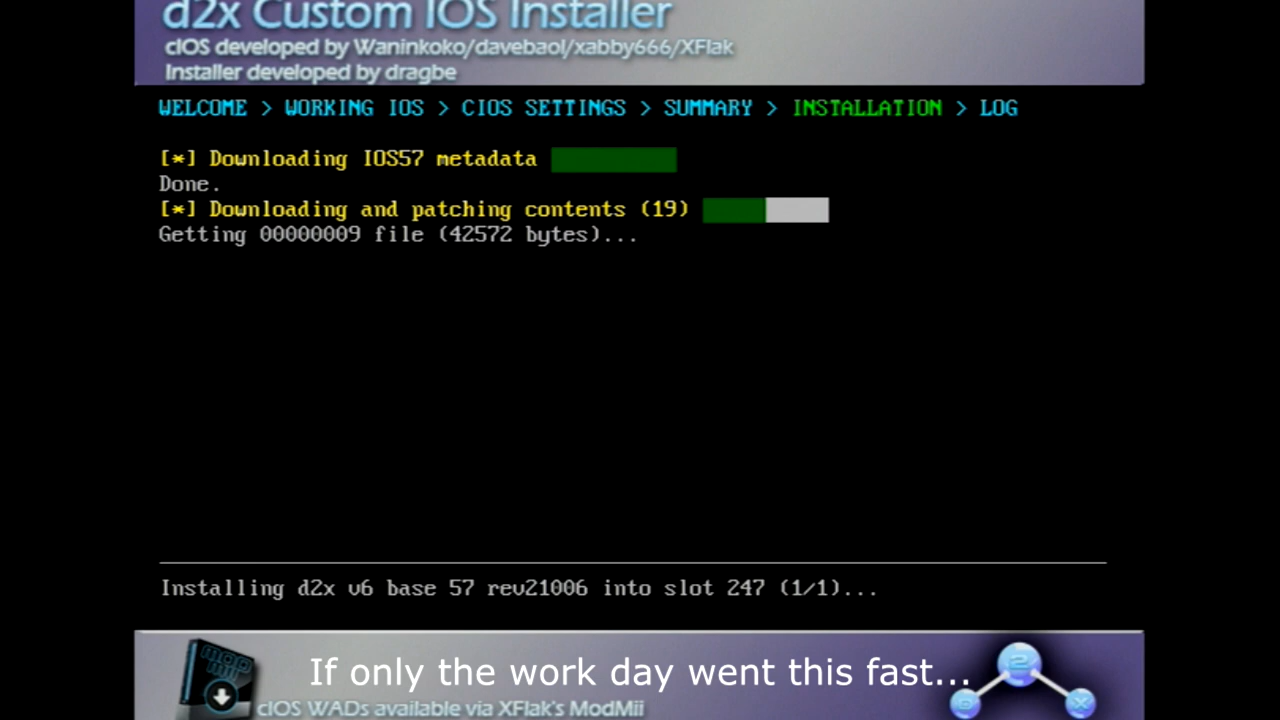 d2x Custom IOS Installer
cIOS developed by Waninkoko/davebaol/xabby666/XFlak
Installer developed by dragbe
WELCOME > WORKING IOS > CIOS SETTINGS > SUMMARY > INSTALLATION > LOG
[*] Downloading IOS57 metadata
Done.
[*] Downloading and patching contents (19)
Getting 00000009 file (42572 bytes)...
Installing d2x v6 base 57 rev21006 into slot 247 (1/1)...
MOD
MII
If only the work day went this fast...
cIOS WADs available via XFlak's ModMii
2
D
X